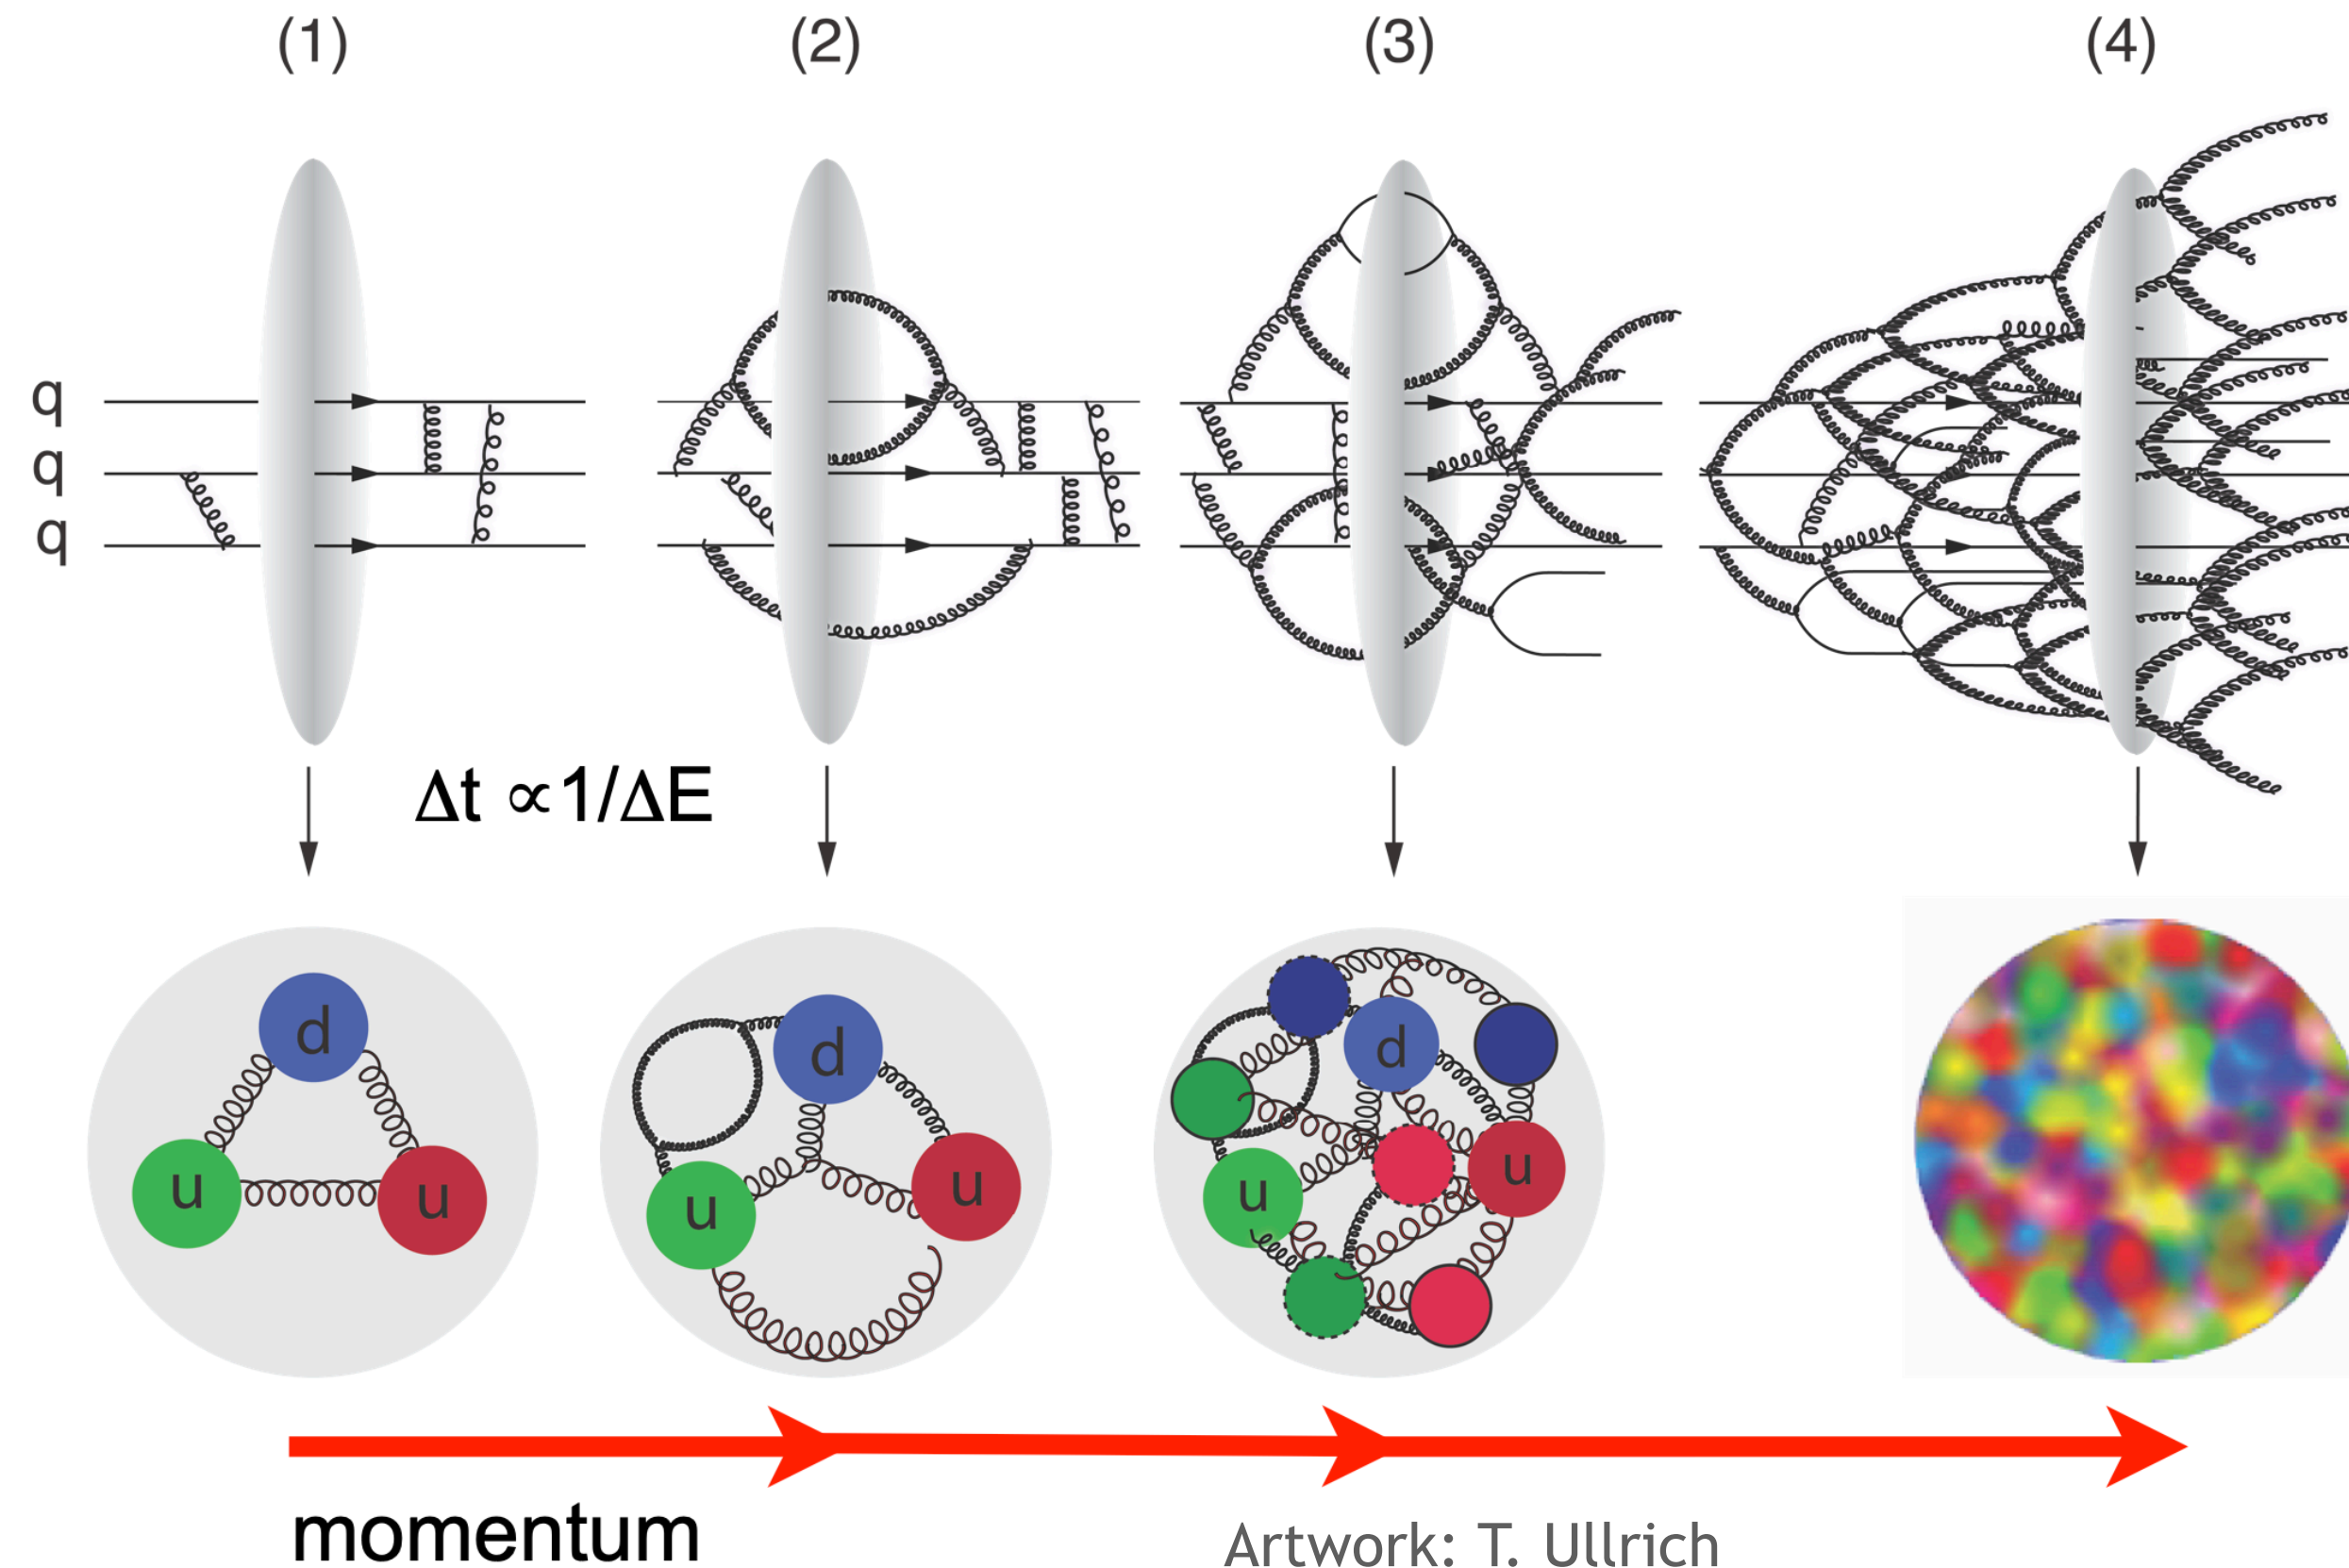 (1) (2) (3) (4)
q
q
q
Δt ∝1/ΔE
d
u u
d
u u
d
u u
momentum
Artwork: T. Ullrich